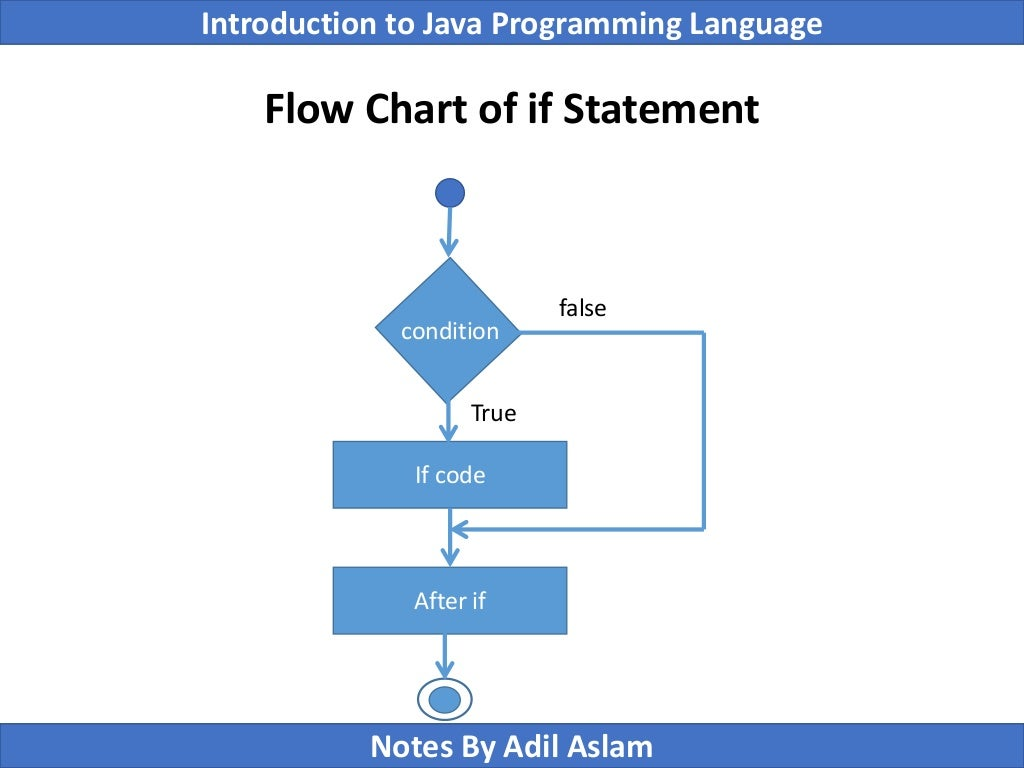 Introduction to Java Programming Language
Flow Chart of if Statement
false
condition
True
If code
After if
Notes By Adil Aslam